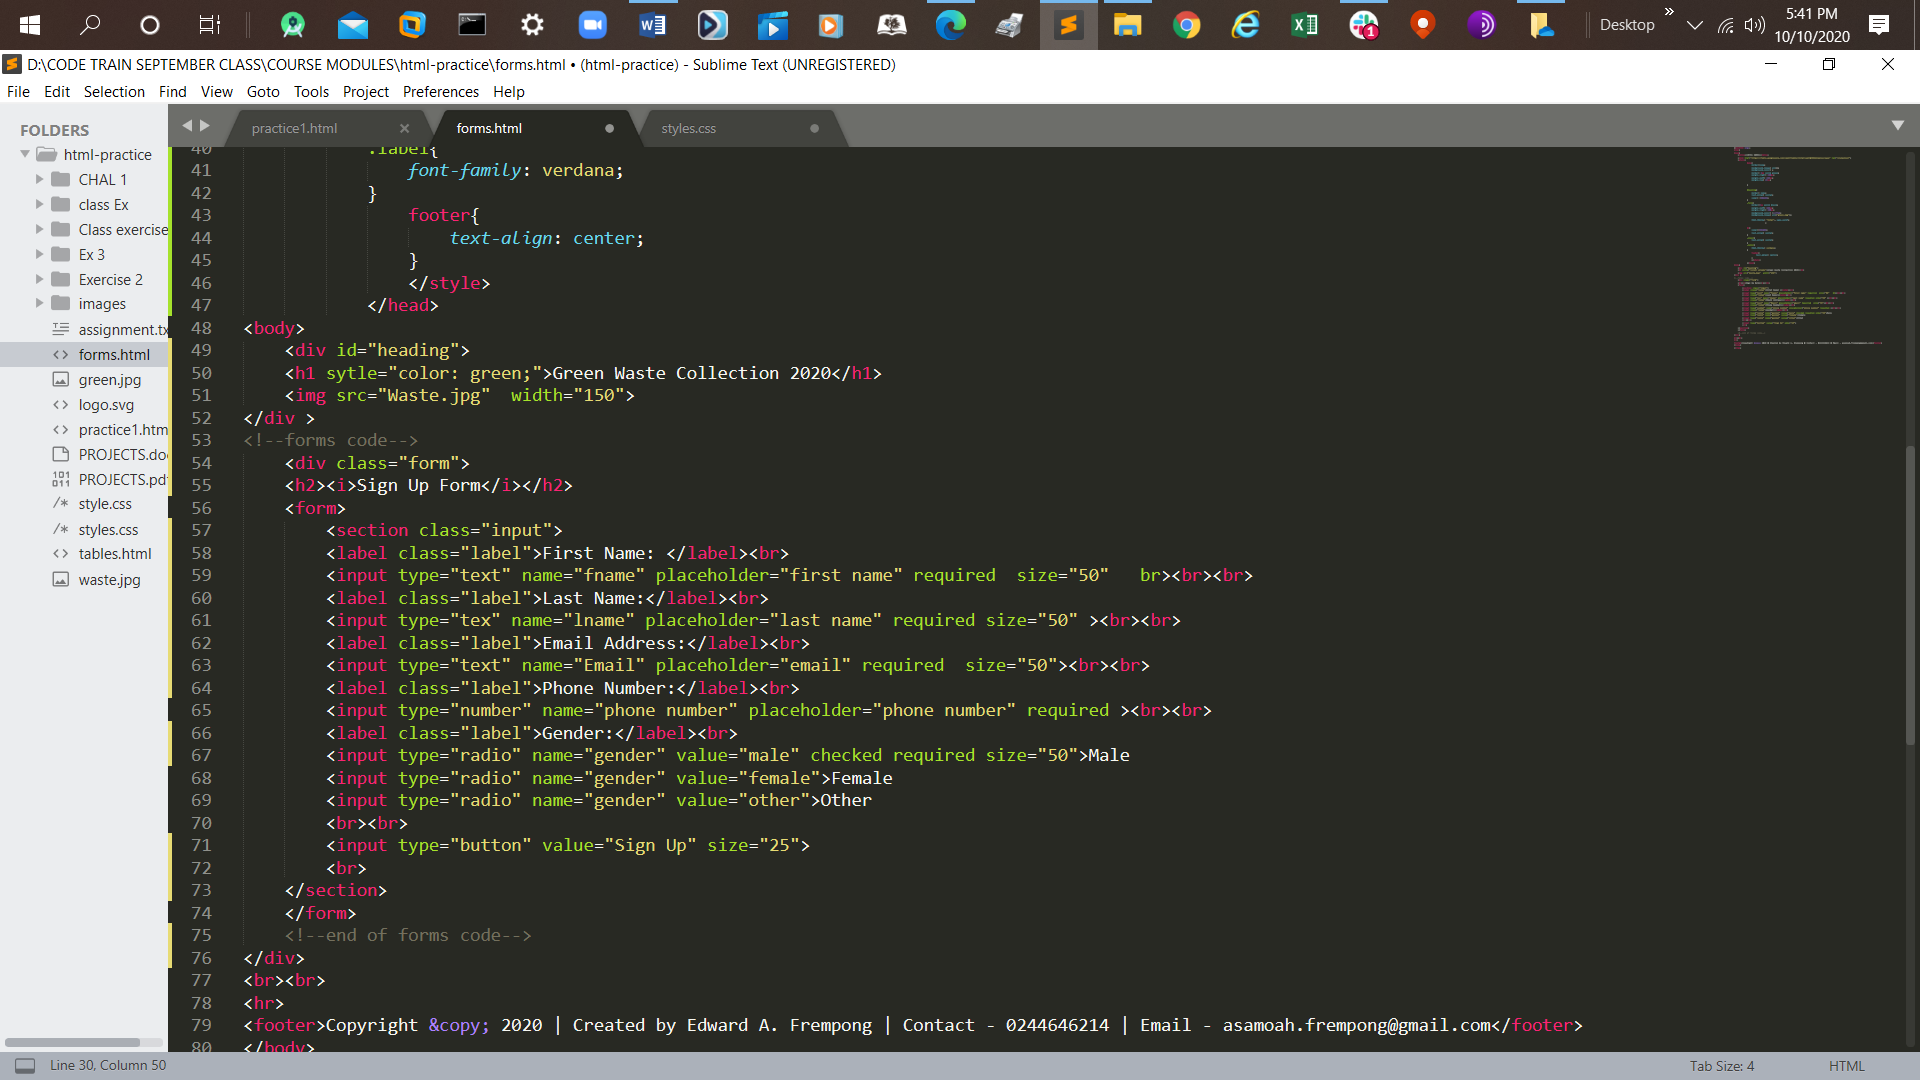 Desktop
»
5:41 PM
10/10/2020
1
D:\CODE TRAIN SEPTEMBER CLASS\COURSE MODULES\html-practice\forms.html • (html-practice) - Sublime Text (UNREGISTERED)
File Edit Selection Find View Goto Tools Project Preferences Help
FOLDERS
html-practice
CHAL 1
class Ex
Class exercise
Ex 3
Exercise 2
images
assignment.tx
forms.html
green.jpg
logo.svg
practice1.htm
PROJECTS.do
PROJECTS.pd
style.css
styles.css
tables.html
waste.jpg
practice1.html ×
forms.html
styles.css
40 .label{
41 font-family: verdana;
42 }
43 footer{
44 text-align: center;
45 }
46 </style>
47 </head>
48 <body>
49 <div id="heading">
50 <h1 sytle="color: green;">Green Waste Collection 2020</h1>
51 <img src="Waste.jpg"  width="150">
52 </div >
53 <!--forms code-->
54 <div class="form">
55 <h2><i>Sign Up Form</i></h2>
56 <form>
57 <section class="input">
58 <label class="label">First Name: </label><br>
59 <input type="text" name="fname" placeholder="first name" required  size="50"   br><br><br>
60 <label class="label">Last Name:</label><br>
61 <input type="tex" name="lname" placeholder="last name" required size="50" ><br><br>
62 <label class="label">Email Address:</label><br>
63 <input type="text" name="Email" placeholder="email" required  size="50"><br><br>
64 <label class="label">Phone Number:</label><br>
65 <input type="number" name="phone number" placeholder="phone number" required ><br><br>
66 <label class="label">Gender:</label><br>
67 <input type="radio" name="gender" value="male" checked required size="50">Male
68 <input type="radio" name="gender" value="female">Female
69 <input type="radio" name="gender" value="other">Other
70 <br><br>
71 <input type="button" value="Sign Up" size="25">
72 <br>
73 </section>
74 </form>
75 <!--end of forms code-->
76 </div>
77 <br><br>
78 <hr>
79 <footer>Copyright &copy; 2020 | Created by Edward A. Frempong | Contact - 0244646214 | Email - asamoah.frempong@gmail.com</footer>
80 </body>
Line 30, Column 50
Tab Size: 4
HTML